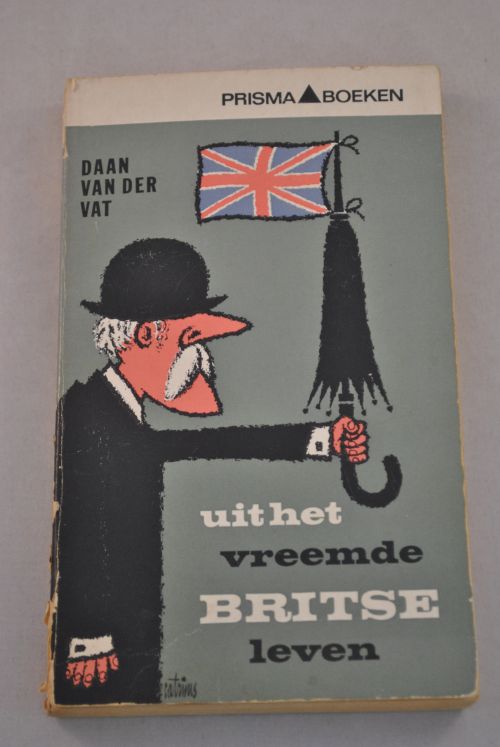 PRISMA BOEKEN
DAAN
VAN DER
VAT
uit het
vreemde
BRITSE
leven